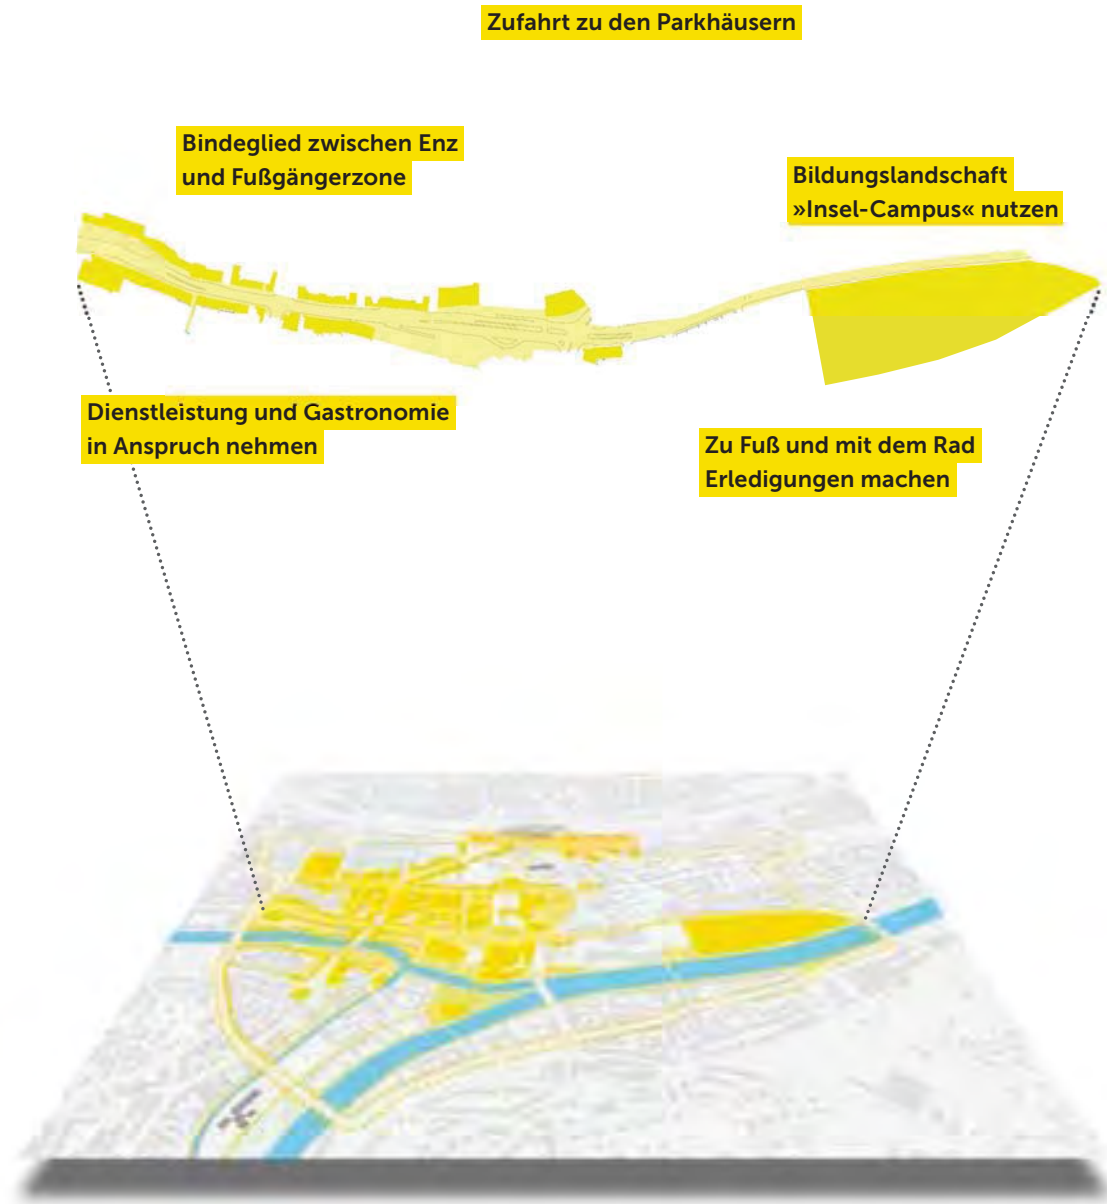 Zufahrt zu den Parkhäusern
Bindeglied zwischen Enz
und Fußgängerzone
Bildungslandschaft
»Insel-Campus« nutzen
Dienstleistung und Gastronomie
in Anspruch nehmen
Zu Fuß und mit dem Rad
Erledigungen machen